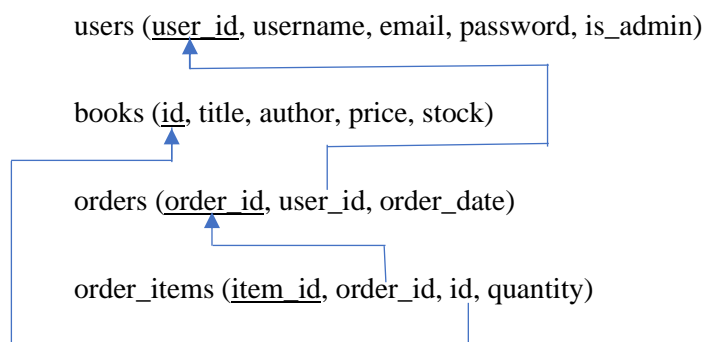 users (user_id, username, email, password, is_admin)
books (id, title, author, price, stock)
orders (order_id, user_id, order_date)
order_items (item_id, order_id, id, quantity)